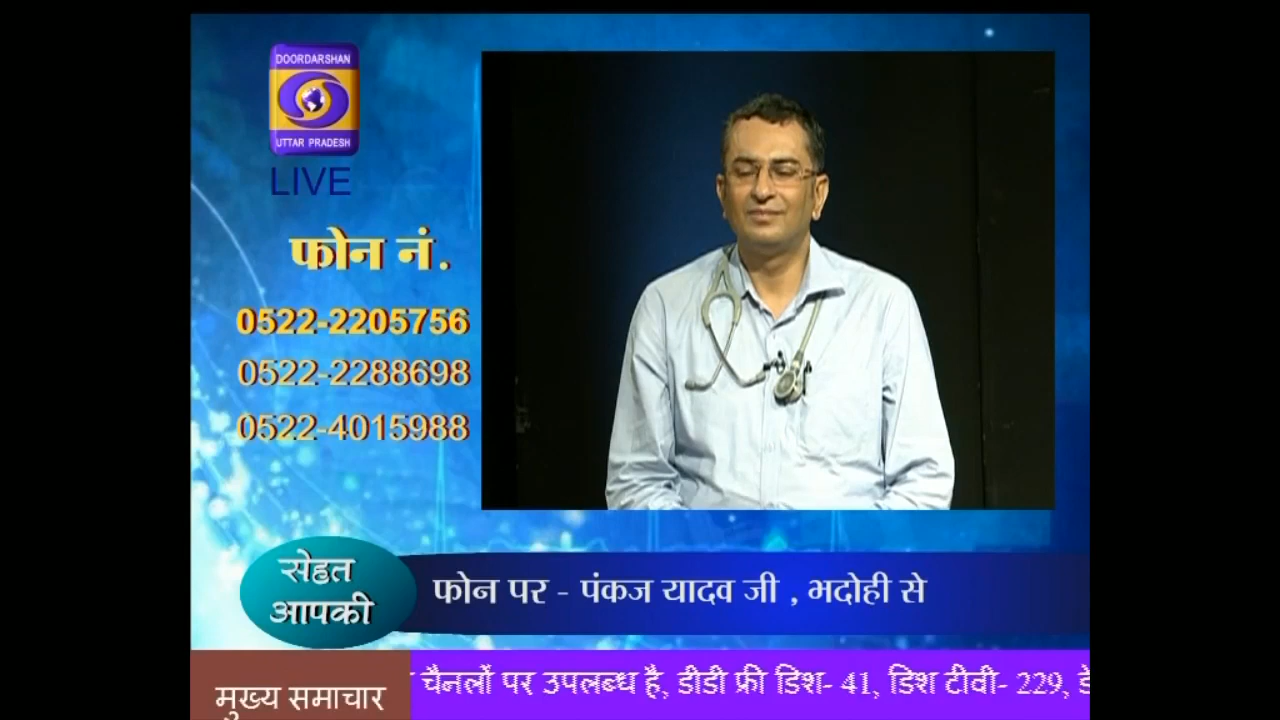 DOORDARSHAN
UTTAR PRADESH
LIVE
फोन नं.
0522-2205756
0522-2288698
0522-4015988
सेहत
आपकी
फोन पर - पंकज यादव जी , भदोही से
मुख्य समाचार
चैनलों पर उपलब्ध है, डीडी फ्री डिश- 41, डिश टीवी- 229,